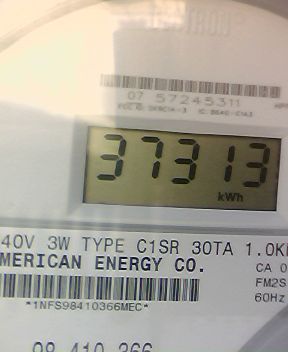 07 57245311
37313
kWh
40V 3W TYPE C1SR 30TA 1.0K
MERICAN ENERGY CO.
CA 0
FM2S
60Hz
*1NFS98410366MEC*
98 410 366